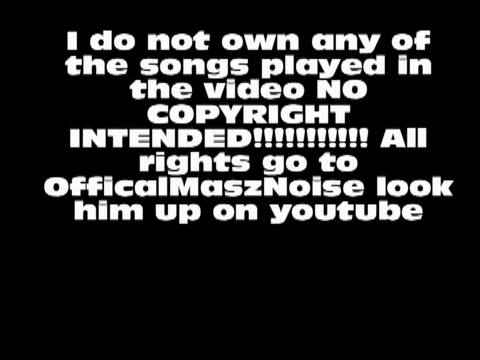 I do not own any of
the songs played in
the video NO
COPYRIGHT
INTENDED!!!!!!!!!!! All
rights go to
OfficalMaszNoise look
him up on youtube